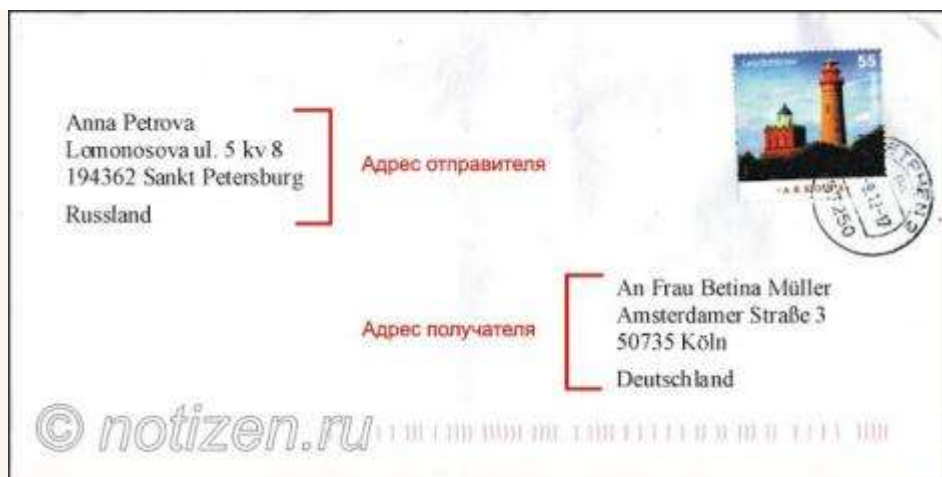 55
Anna Petrova
Lomonosova ul. 5 kv 8
194362 Sankt Petersburg
Russland
Адрес отправителя
An Frau Betina Müller
Amsterdamer Straße 3
50735 Köln
Deutschland
Адрес получателя
© notizen.ru